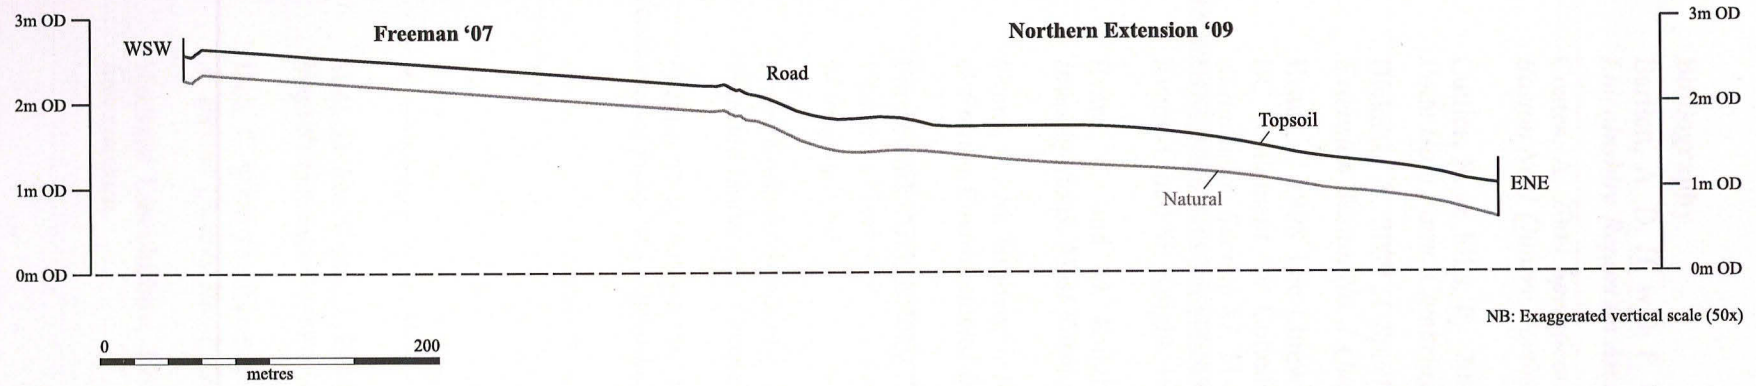 3m OD
3m OD
Freeman ‘07
Northern Extension ‘09
WSW
Road
2m OD
2m OD
Topsoil
1m OD
1m OD
ENE
Natural
0m OD
0m OD
NB: Exaggerated vertical scale (50x)
0 200
metres